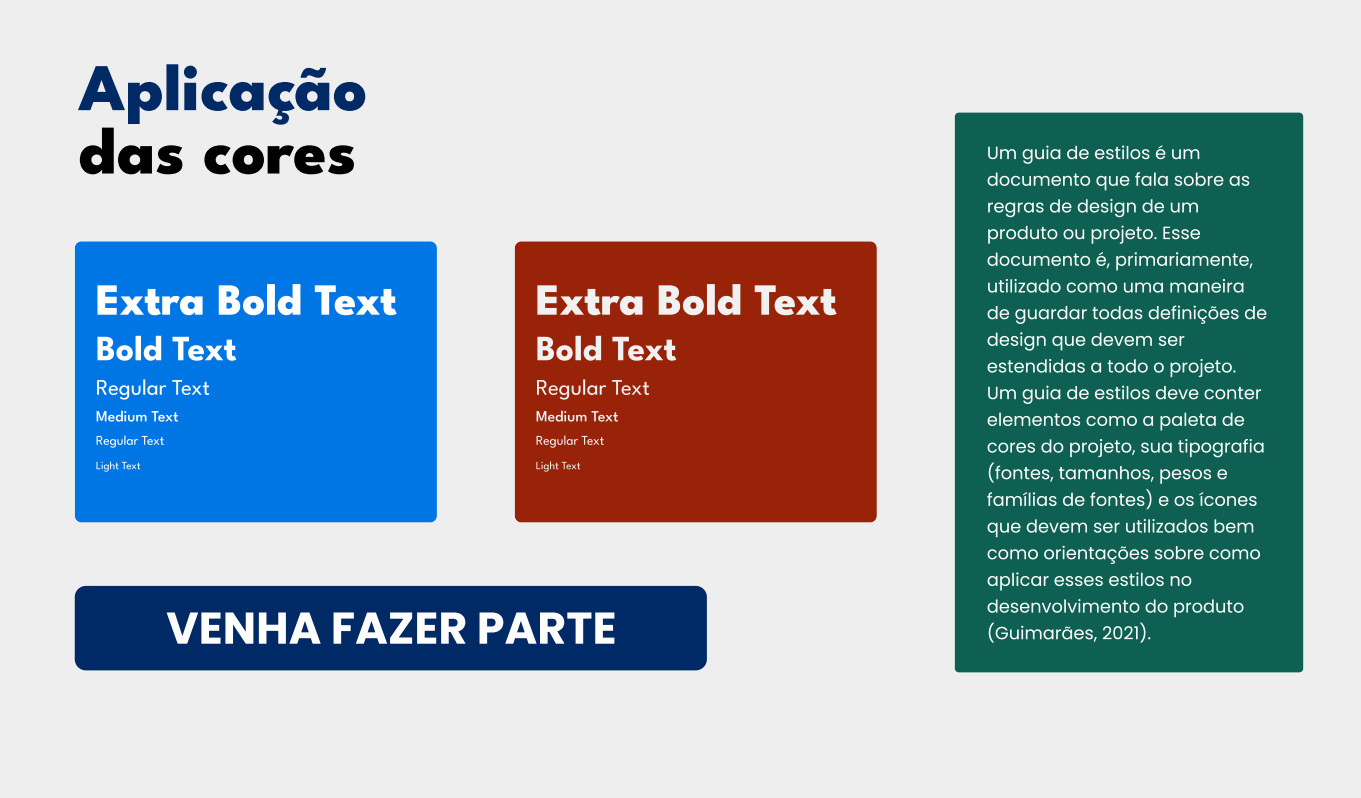 Aplicação
das cores
Extra Bold Text
Bold Text
Regular Text
Medium Text
Regular Text
Light Text
Extra Bold Text
Bold Text
Regular Text
Medium Text
Regular Text
Light Text
VENHA FAZER PARTE
Um guia de estilos é um
documento que fala sobre as
regras de design de um
produto ou projeto. Esse
documento é, primariamente,
utilizado como uma maneira
de guardar todas definições de
design que devem ser
estendidas a todo o projeto.
Um guia de estilos deve conter
elementos como a paleta de
cores do projeto, sua tipografia
(fontes, tamanhos, pesos e
famílias de fontes) e os ícones
que devem ser utilizados bem
como orientações sobre como
aplicar esses estilos no
desenvolvimento do produto
(Guimarães, 2021).